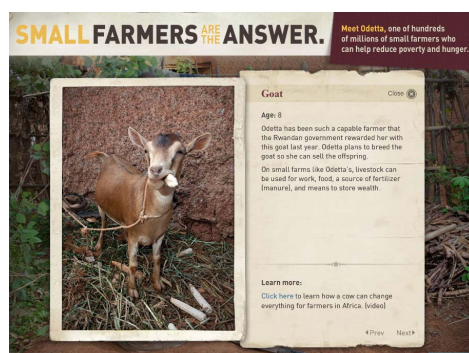 SMALL FARMERS ARE THE ANSWER.
Meet Odetta, one of hundreds
of millions of small farmers who
can help reduce poverty and hunger.
Goat
Close
Age: 8
Odetta has been such a capable farmer that
the Rwandan government rewarded her with
this goat last year. Odetta plans to breed the
goat so she can sell the offspring.
On small farms like Odetta's, livestock can
be used for work, food, a source of fertilizer
(manure), and means to store wealth.
Learn more:
Click here to learn how a cow can change
everything for farmers in Africa. (video)
Prev Next